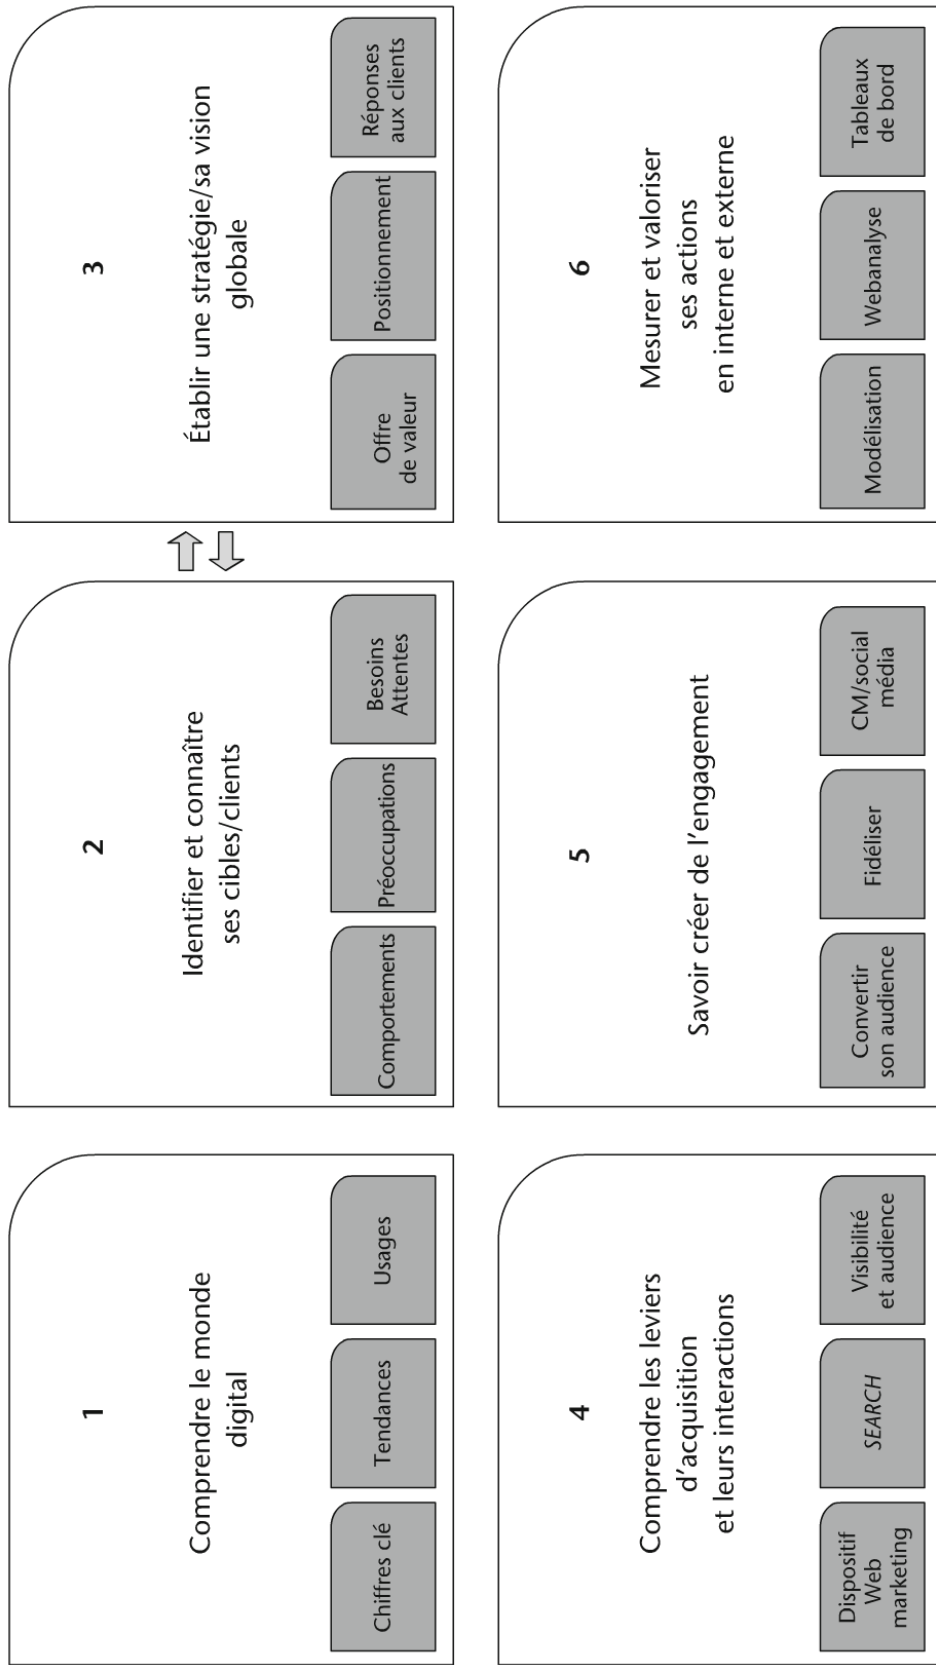 1
Comprendre le monde
digital
Chiffres clé
Tendances
Usages
2
Identifier et connaître
ses cibles/clients
Comportements
Préoccupations
Besoins
Attentes
3
Établir une stratégie/sa vision
globale
Offre
de valeur
Positionnement
Réponses
aux clients
4
Comprendre les leviers
d'acquisition
et leurs interactions
Dispositif
Web
marketing
SEARCH
Visibilité
et audience
5
Savoir créer de l'engagement
Convertir
son audience
Fidéliser
CM/social
média
6
Mesurer et valoriser
ses actions
en interne et externe
Modélisation
Webanalyse
Tableaux
de bord